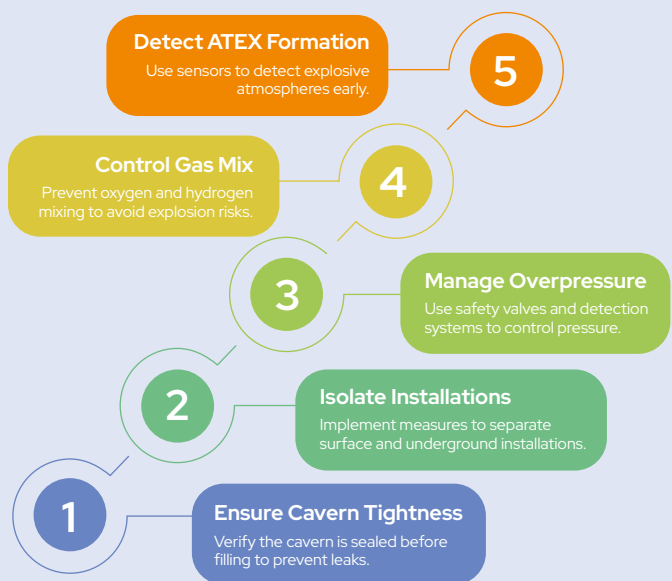 Detect ATEX Formation
Use sensors to detect explosive
atmospheres early.
5
Control Gas Mix
Prevent oxygen and hydrogen
mixing to avoid explosion risks.
4
3
Manage Overpressure
Use safety valves and detection
systems to control pressure.
2
Isolate Installations
Implement measures to separate
surface and underground installations.
1
Ensure Cavern Tightness
Verify the cavern is sealed before
filling to prevent leaks.